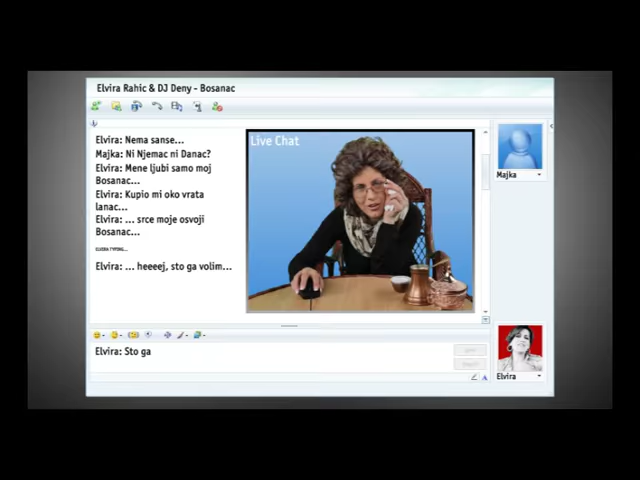 Elvira Rahic & DJ Deny - Bosanac
Live Chat
Elvira: Nema sanse...
Majka: Ni Njemac ni Danac?
Elvira: Mene ljubi samo moj
Bosanac...
Elvira: Kupio mi oko vrata
lanac...
Elvira: ... srce moje osvoji
Bosanac...
ELVIRA TYPING...
Elvira: ... heeeej, sto ga volim...
Majka
Elvira: Sto ga
Elvira